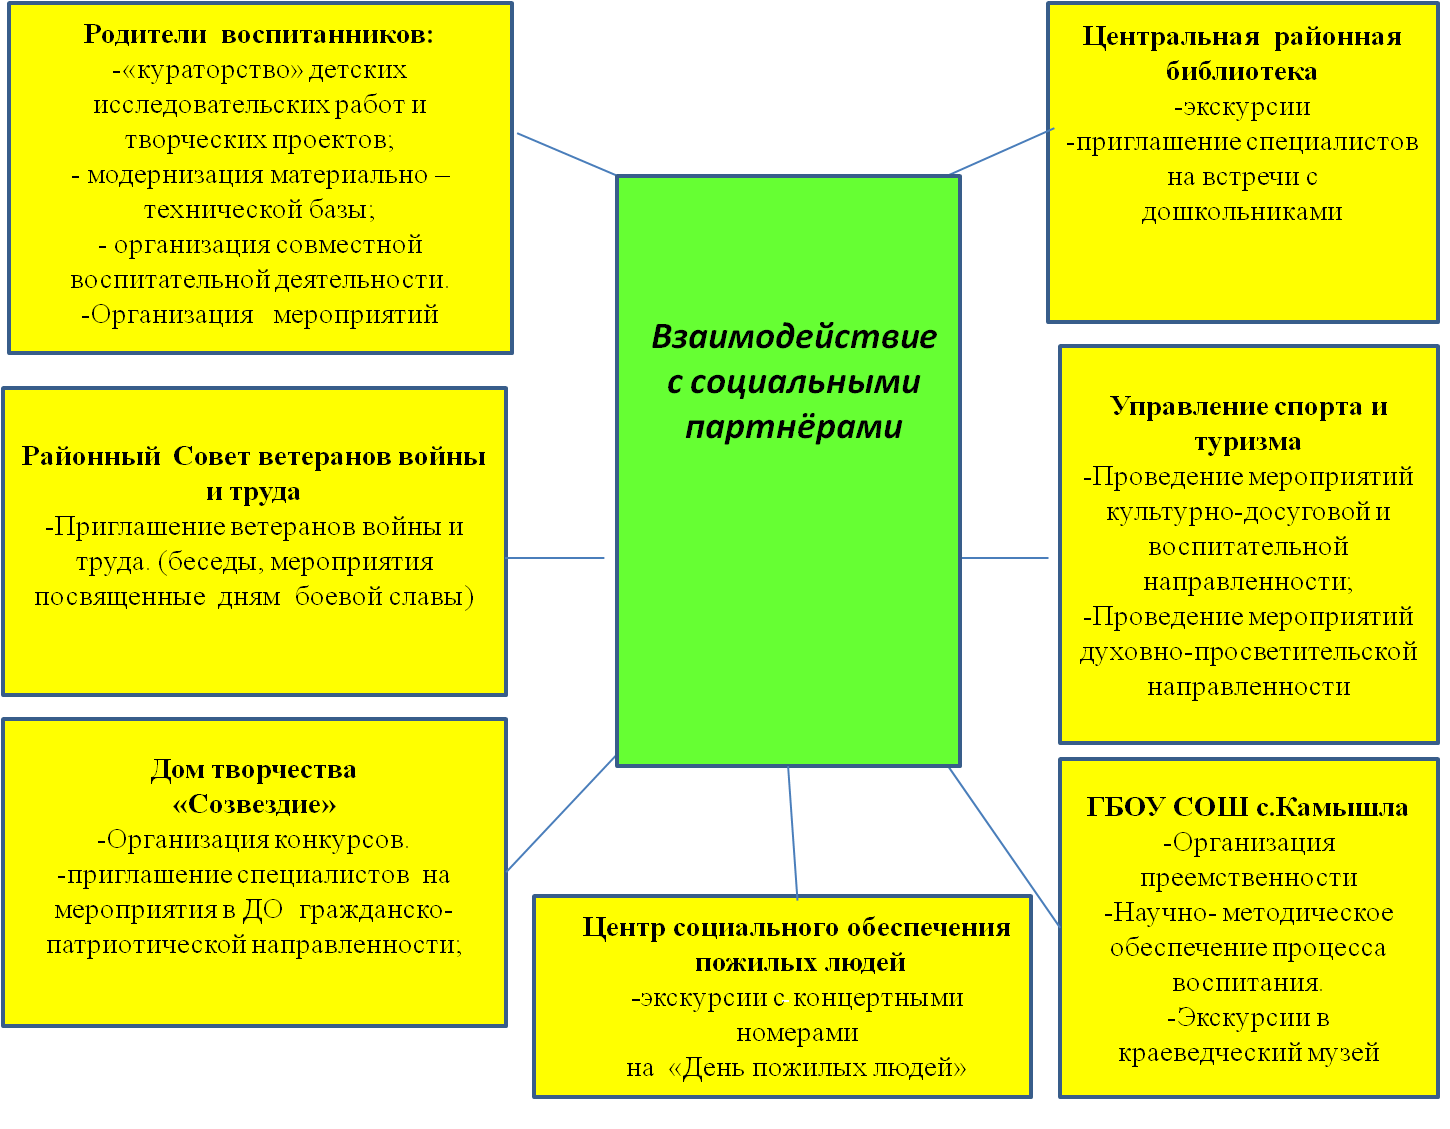 Родители воспитанников:
-«кураторство» детских
исследовательских работ и
творческих проектов;
- модернизация материально –
технической базы;
- организация совместной
воспитательной деятельности.
-Организация мероприятий
Районный Совет ветеранов войны
и труда
-Приглашение ветеранов войны и
труда. (беседы, мероприятия
посвященные дням боевой славы)
Дом творчества
«Созвездие»
-Организация конкурсов.
-приглашение специалистов на
мероприятия в ДО гражданско-
патриотической направленности;
Взаимодействие
с социальными
партнёрами
Центр социального обеспечения
пожилых людей
-экскурсии с концертными
номерами
на «День пожилых людей»
Центральная районная
библиотека
-экскурсии
-приглашение специалистов
на встречи с
дошкольниками
Управление спорта и
туризма
-Проведение мероприятий
культурно-досуговой и
воспитательной
направленности;
-Проведение мероприятий
духовно-просветительской
направленности
ГБОУ СОШ с.Камышла
-Организация
преемственности
-Научно- методическое
обеспечение процесса
воспитания.
-Экскурсии в
краеведческий музей